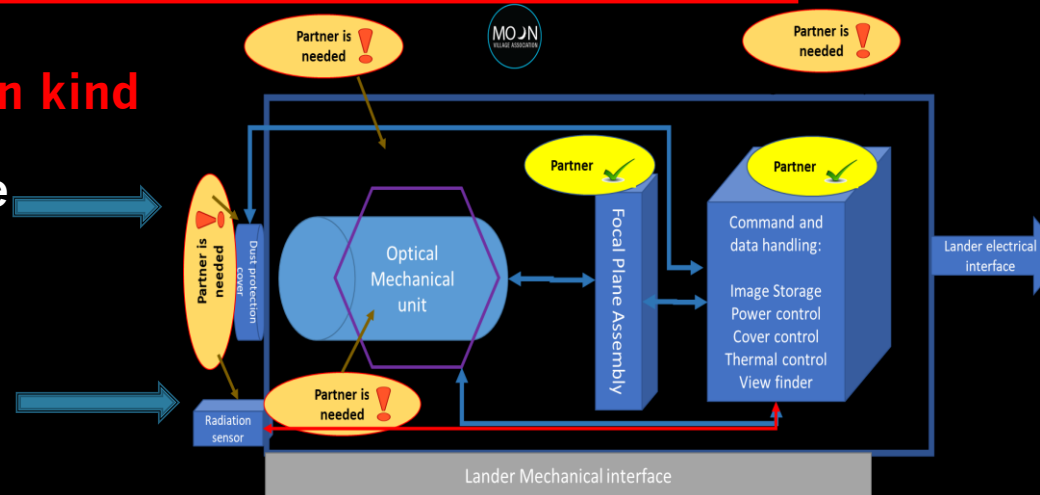 Partner is
needed
MOON
VILLAGE ASSOCIATION
Partner is
needed
n kind
e
Partner
Partner
Partner is
needed
Dust protection
cover
Optical
Mechanical
unit
Focal Plane Assembly
Command and
data handling:
Image Storage
Power control
Cover control
Thermal control
View finder
Lander electrical
interface
Partner is
needed
Radiation
sensor
Lander Mechanical interface